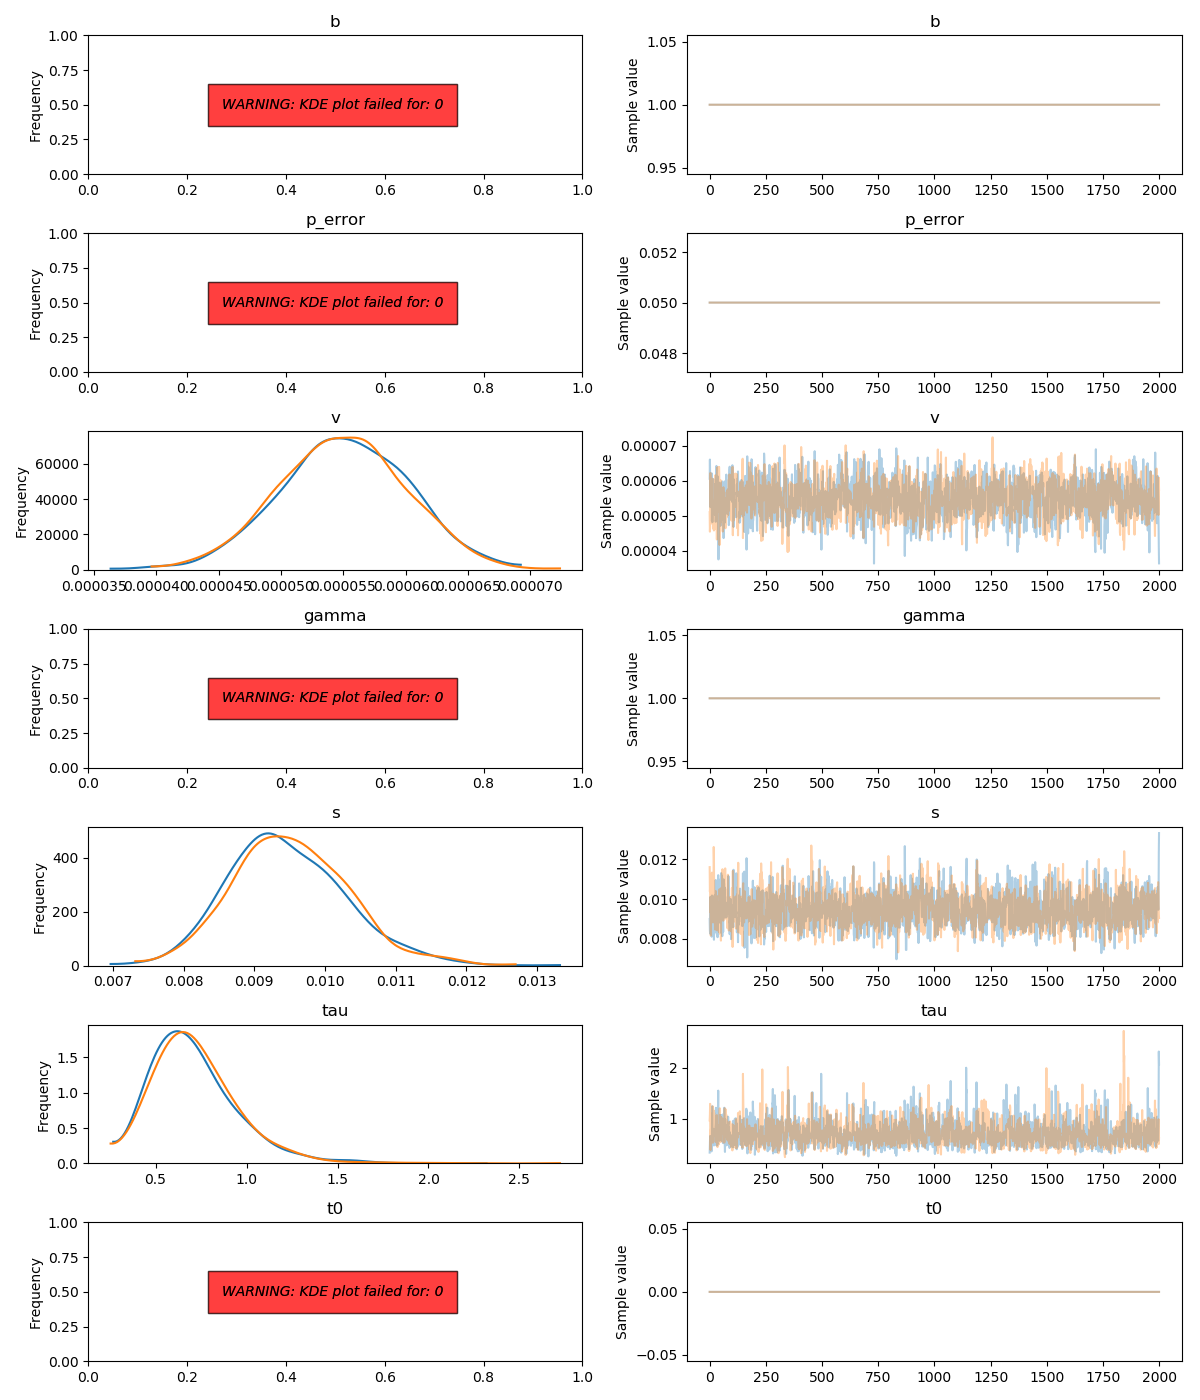 b
b
1.00
0.75
0.50
0.25
0.00
Frequency
WARNING: KDE plot failed for: 0
0.0 0.2 0.4 0.6 0.8 1.0
1.05
1.00
0.95
Sample value
0 250 500 750 1000 1250 1500 1750 2000
p_error
p_error
1.00
0.75
0.50
0.25
0.00
Frequency
WARNING: KDE plot failed for: 0
0.0 0.2 0.4 0.6 0.8 1.0
0.052
0.050
0.048
Sample value
0 250 500 750 1000 1250 1500 1750 2000
v
v
60000
40000
20000
0
Frequency
0.000035 0.000040 0.000045 0.000050 0.000055 0.000060 0.000065 0.000070
0.00007
0.00006
0.00005
0.00004
Sample value
0 250 500 750 1000 1250 1500 1750 2000
gamma
gamma
1.00
0.75
0.50
0.25
0.00
Frequency
WARNING: KDE plot failed for: 0
0.0 0.2 0.4 0.6 0.8 1.0
1.05
1.00
0.95
Sample value
0 250 500 750 1000 1250 1500 1750 2000
s
s
400
200
0
Frequency
0.007 0.008 0.009 0.010 0.011 0.012 0.013
0.012
0.010
0.008
Sample value
0 250 500 750 1000 1250 1500 1750 2000
tau
tau
1.5
1.0
0.5
0.0
Frequency
0.5 1.0 1.5 2.0 2.5
2
1
Sample value
0 250 500 750 1000 1250 1500 1750 2000
t0
t0
1.00
0.75
0.50
0.25
0.00
Frequency
WARNING: KDE plot failed for: 0
0.0 0.2 0.4 0.6 0.8 1.0
0.05
0.00
−0.05
Sample value
0 250 500 750 1000 1250 1500 1750 2000